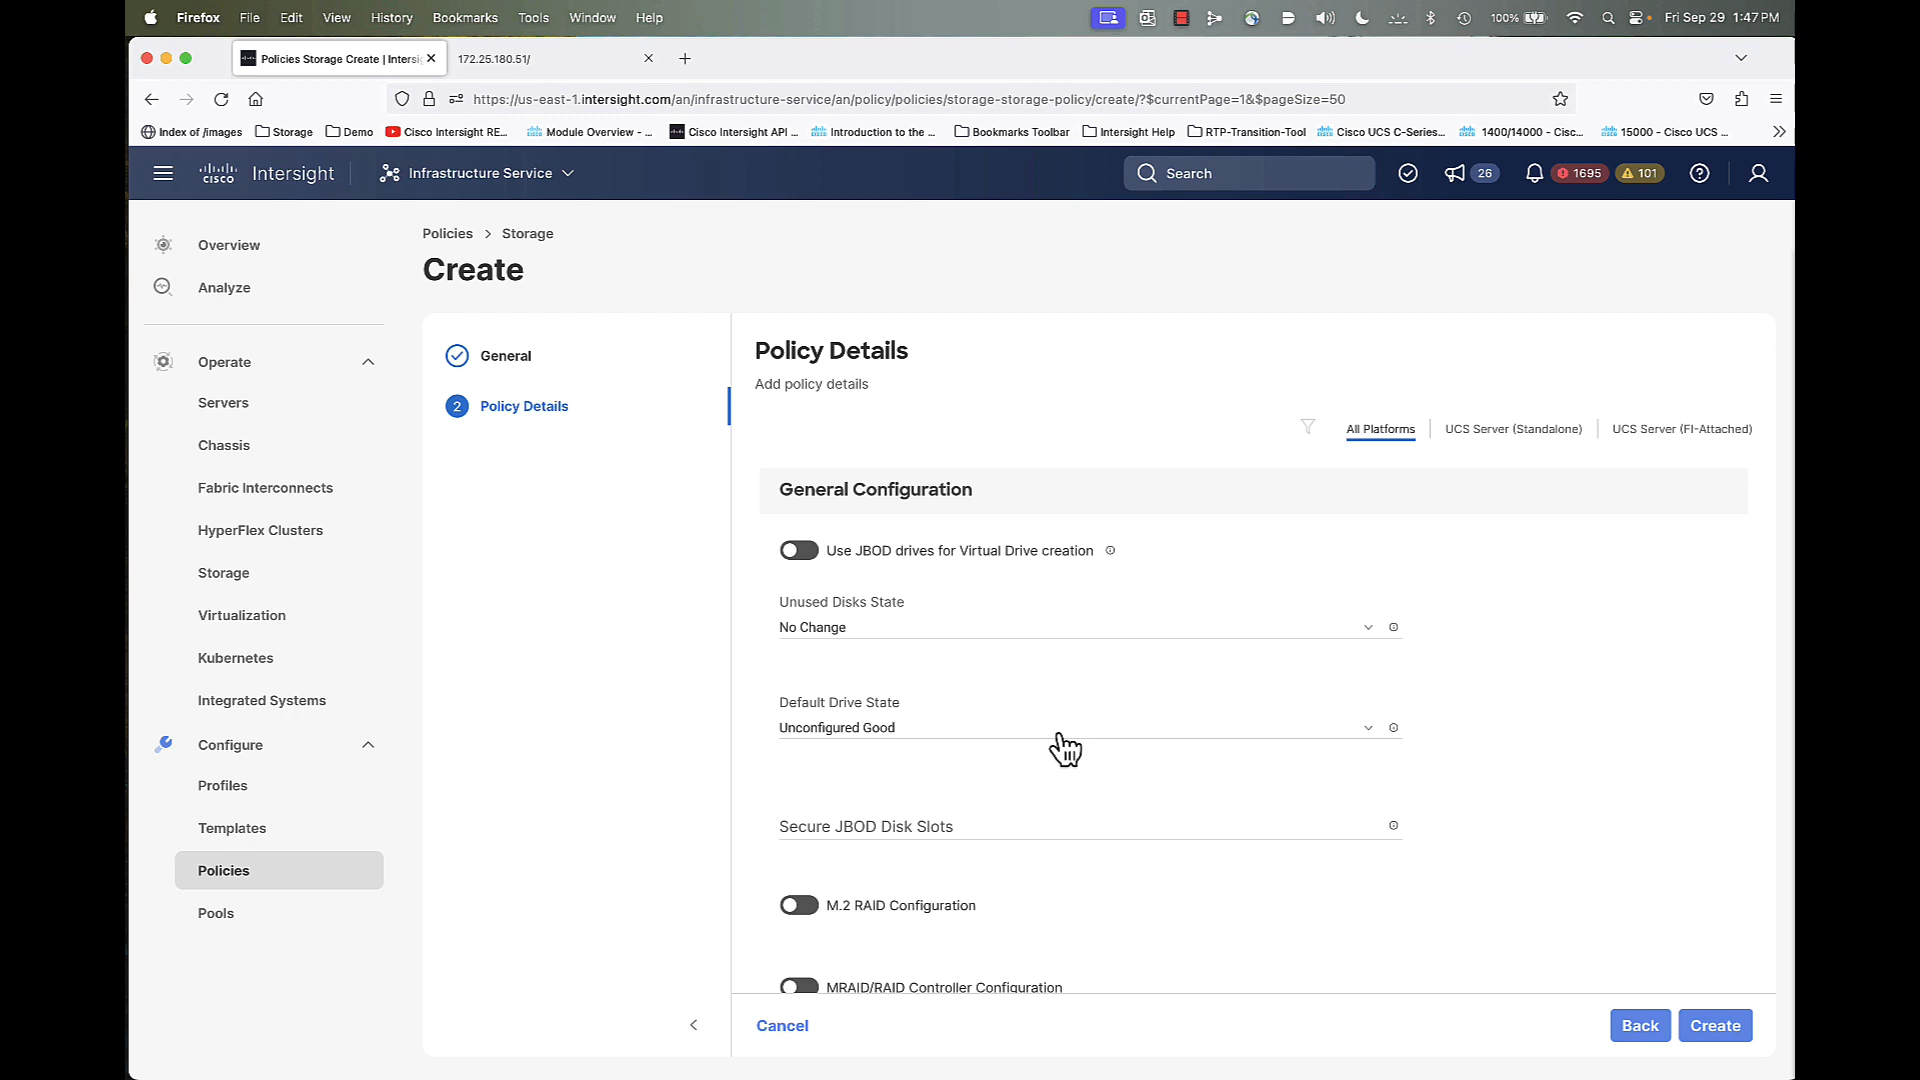 Firefox File Edit View History Bookmarks Tools Window Help 100% Fri Sep 29 1:47 PM
Policies Storage Create | Intersi
172.25.180.51/
https://us-east-1.intersight.com/an/infrastructure-service/an/policy/policies/storage-storage-policy/create/?$currentPage=1&$pageSize=50
Index of /images Storage Demo Cisco Intersight RE... Module Overview - ... Cisco Intersight API ... Introduction to the ... Bookmarks Toolbar Intersight Help RTP-Transition-Tool Cisco UCS C-Series... 1400/14000 - Cisc... 15000 - Cisco UCS ...
CISCO Intersight Infrastructure Service Search 26 1695 101
Overview
Analyze
Operate
Servers
Chassis
Fabric Interconnects
HyperFlex Clusters
Storage
Virtualization
Kubernetes
Integrated Systems
Configure
Profiles
Templates
Policies
Pools
Policies > Storage
Create
General
2 Policy Details
Policy Details
Add policy details
All Platforms UCS Server (Standalone) UCS Server (FI-Attached)
General Configuration
Use JBOD drives for Virtual Drive creation
Unused Disks State
No Change
Default Drive State
Unconfigured Good
Secure JBOD Disk Slots
M.2 RAID Configuration
MRAID/RAID Controller Configuration
Cancel Back Create